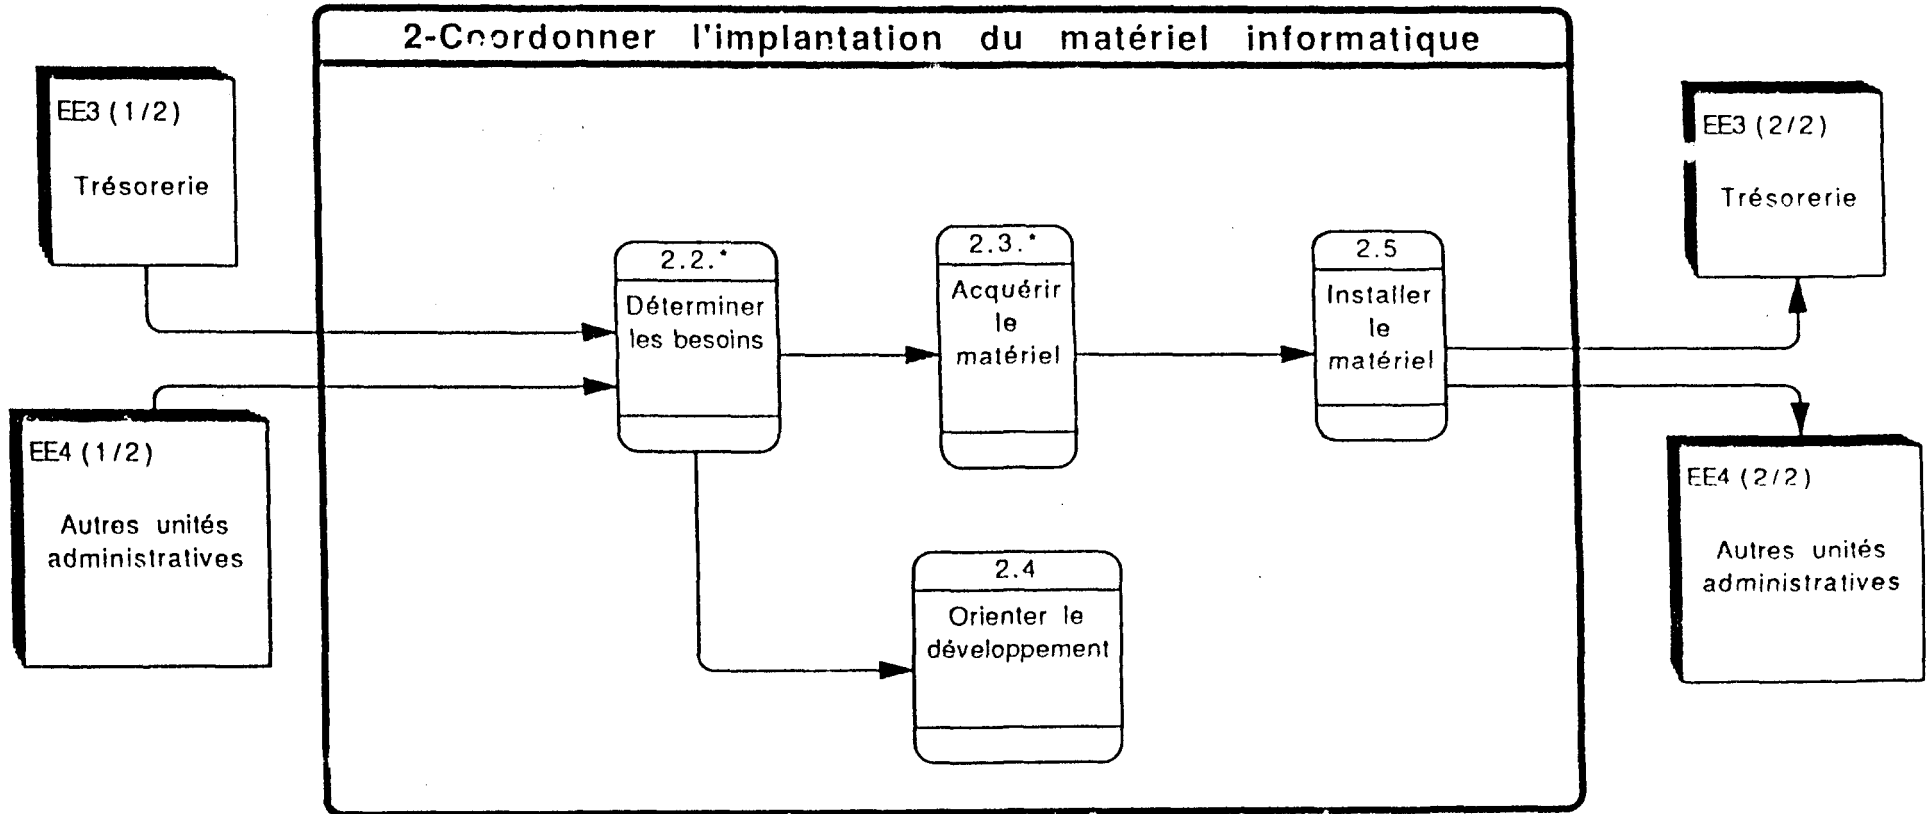 2-Coordonner l'implantation du matériel informatique
EE3 (1/2)
Trésorerie
EE4 (1/2)
Autres unités
administratives
2.2.*
Déterminer
les besoins
2.3.*
Acquérir
le
matériel
2.5
Installer
le
matériel
2.4
Orienter le
développement
EE3 (2/2)
Trésorerie
EE4 (2/2)
Autres unités
administratives